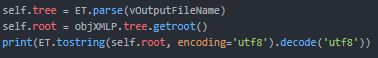 self.tree = ET.parse(vOutputFileName)
self.root = objXMLP.tree.getroot()
print(ET.tostring(self.root, encoding='utf8').decode('utf8'))